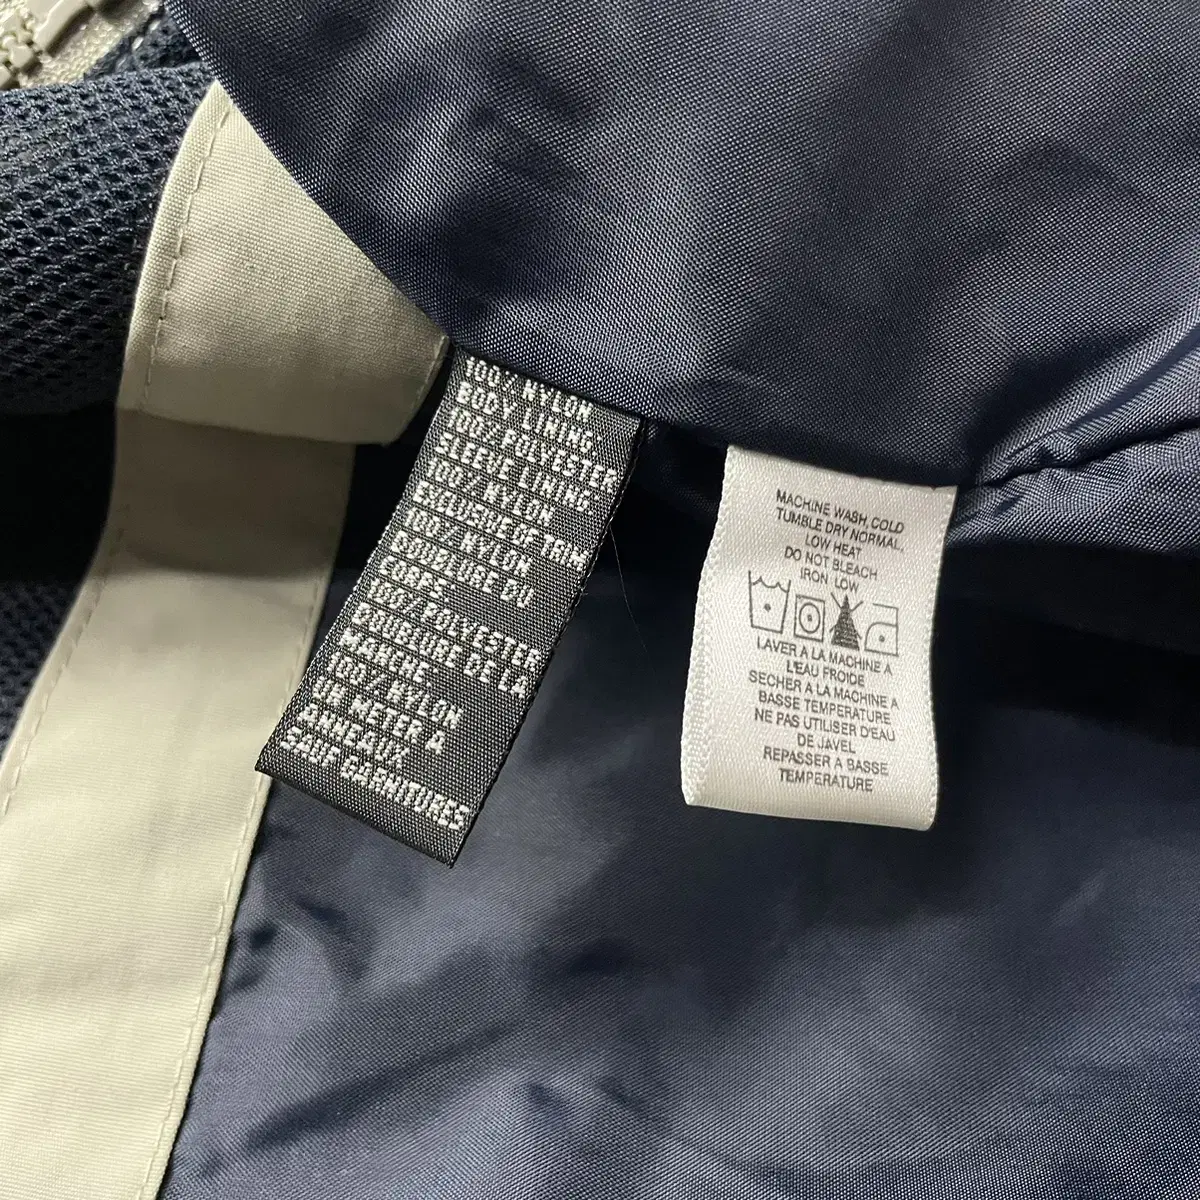 100% NYLON
BODY LINING
100% POLYESTER
SLEEVE LINING
100% NYLON
EXCLUSIVE OF TRIM
100% NYLON
DOUBLURE DU
CORPS
100% POLYESTER
DOUBLURE DE LA
MANCHE
100% NYLON
UN METER A
ANNEAUX
SAUF GARNITURES
MACHINE WASH COLD
TUMBLE DRY NORMAL,
LOW HEAT
DO NOT BLEACH
IRON LOW
LAVER A LA MACHINE A
L'EAU FROIDE
SECHER A LA MACHINE A
BASSE TEMPERATURE
NE PAS UTILISER D'EAU
DE JAVEL
REPASSER A BASSE
TEMPERATURE